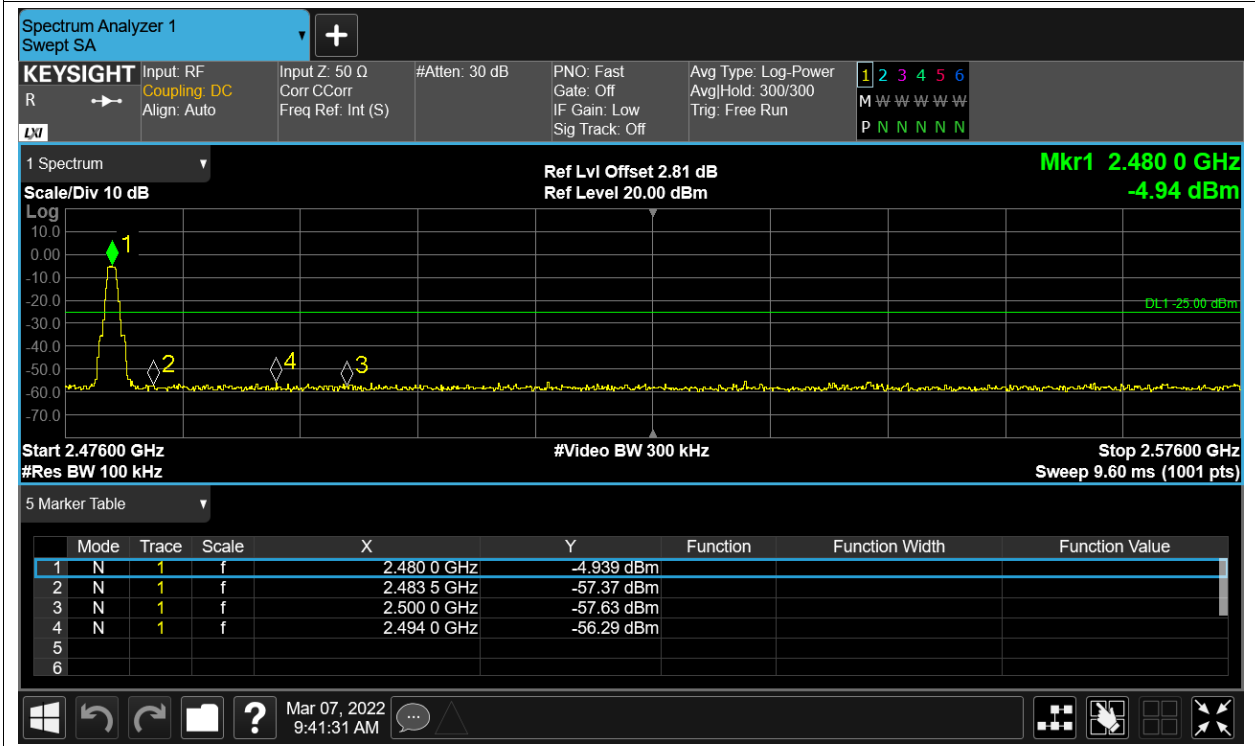 Spectrum Analyzer 1
Swept SA
KEYSIGHT Input: RF Input Z: 50 Ω #Atten: 30 dB PNO: Fast Avg Type: Log-Power 1 2 3 4 5 6
R Coupling: DC Corr CCorr Gate: Off Avg|Hold: 300/300 M W W W W W W
Align: Auto Freq Ref: Int (S) IF Gain: Low Trig: Free Run
LXI Sig Track: Off P N N N N N N
1 Spectrum Ref Lvl Offset 2.81 dB Mkr1 2.480 0 GHz
Scale/Div 10 dB Ref Level 20.00 dBm -4.94 dBm
Log
10.0
1
0.00
-10.0
-20.0
DL1 -25.00 dBm
-30.0
-40.0
2 4 3
-50.0
-60.0
-70.0
Start 2.47600 GHz #Video BW 300 kHz Stop 2.57600 GHz
#Res BW 100 kHz Sweep 9.60 ms (1001 pts)
5 Marker Table
Mode Trace Scale X Y Function Function Width Function Value
1 N 1 f 2.480 0 GHz -4.939 dBm
2 N 1 f 2.483 5 GHz -57.37 dBm
3 N 1 f 2.500 0 GHz -57.63 dBm
4 N 1 f 2.494 0 GHz -56.29 dBm
5
6
? Mar 07, 2022
9:41:31 AM